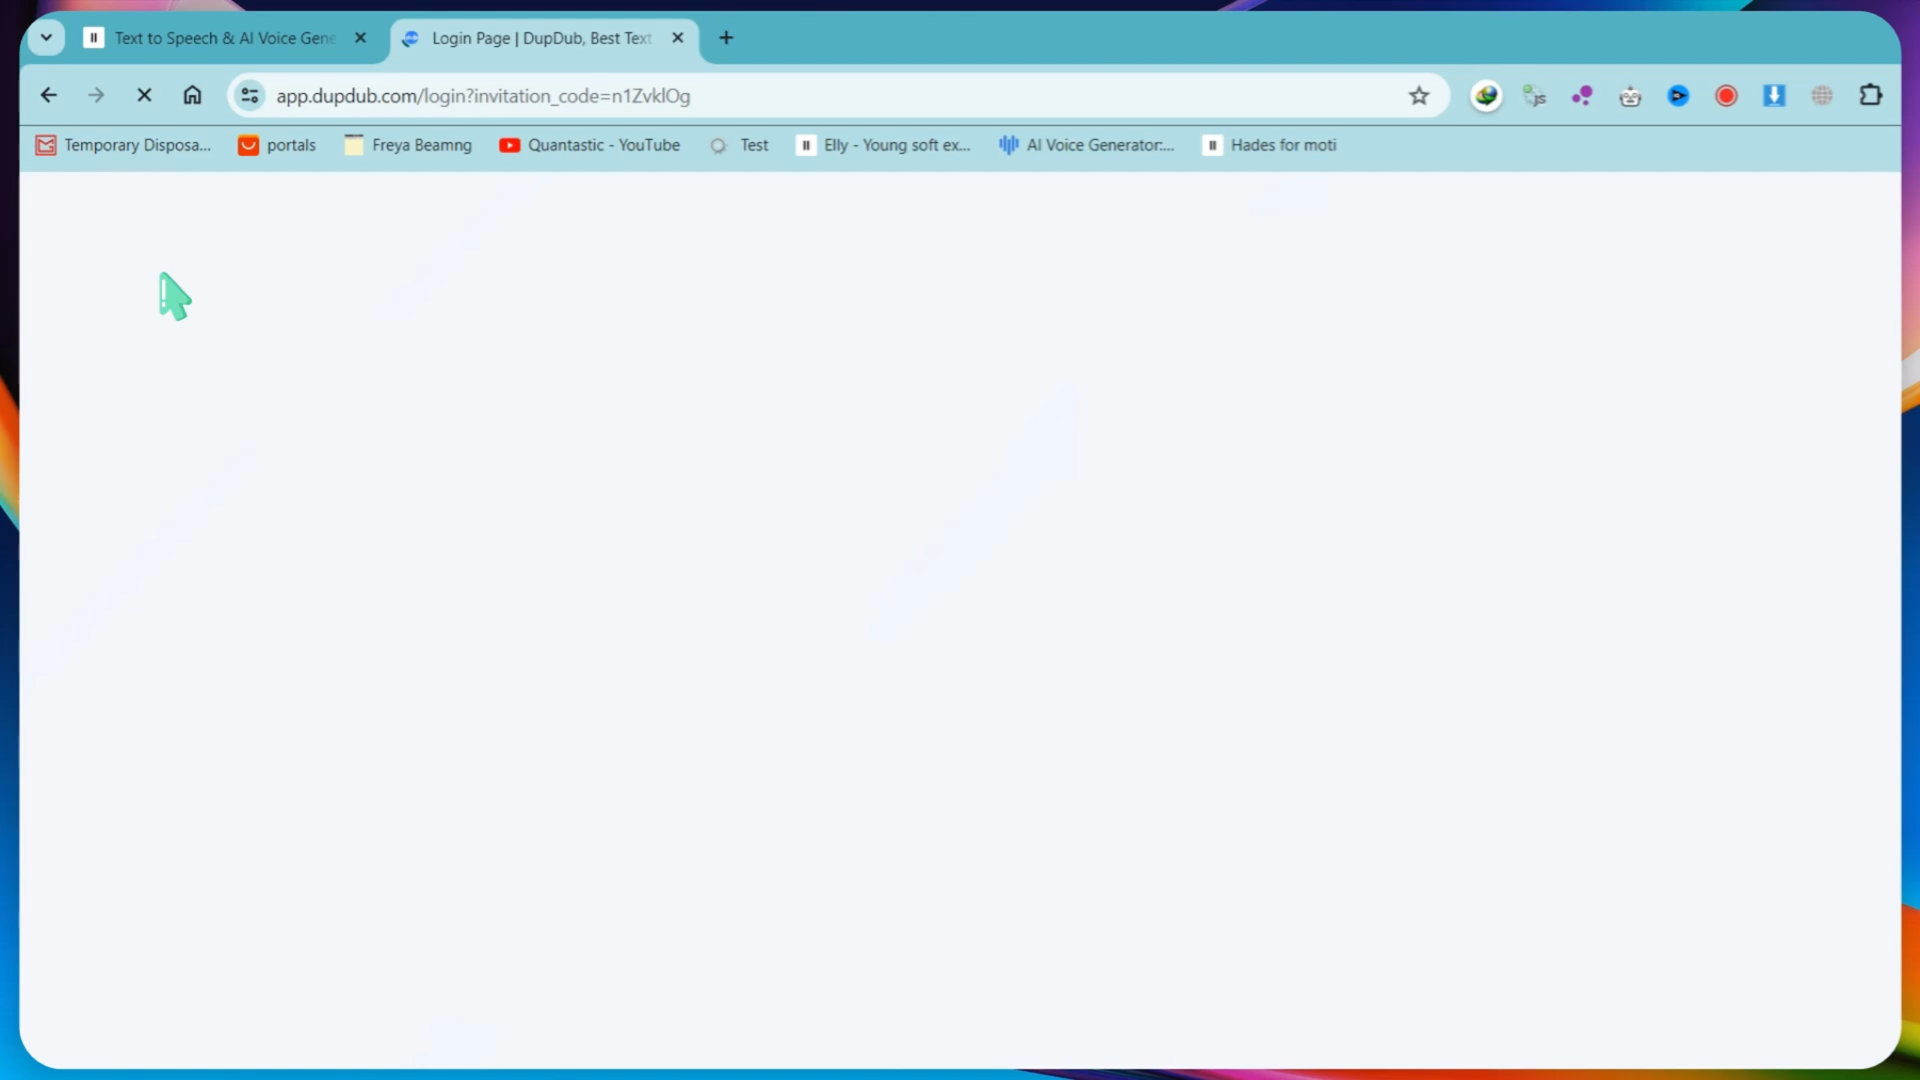 Text to Speech & AI Voice Gene
Login Page | DupDub, Best Text
app.dupdub.com/login?invitation_code=n1ZvklOg
Temporary Disposa...
portals
Freya Beamng
Quantastic - YouTube
Test
Elly - Young soft ex...
AI Voice Generator:...
Hades for moti
JS